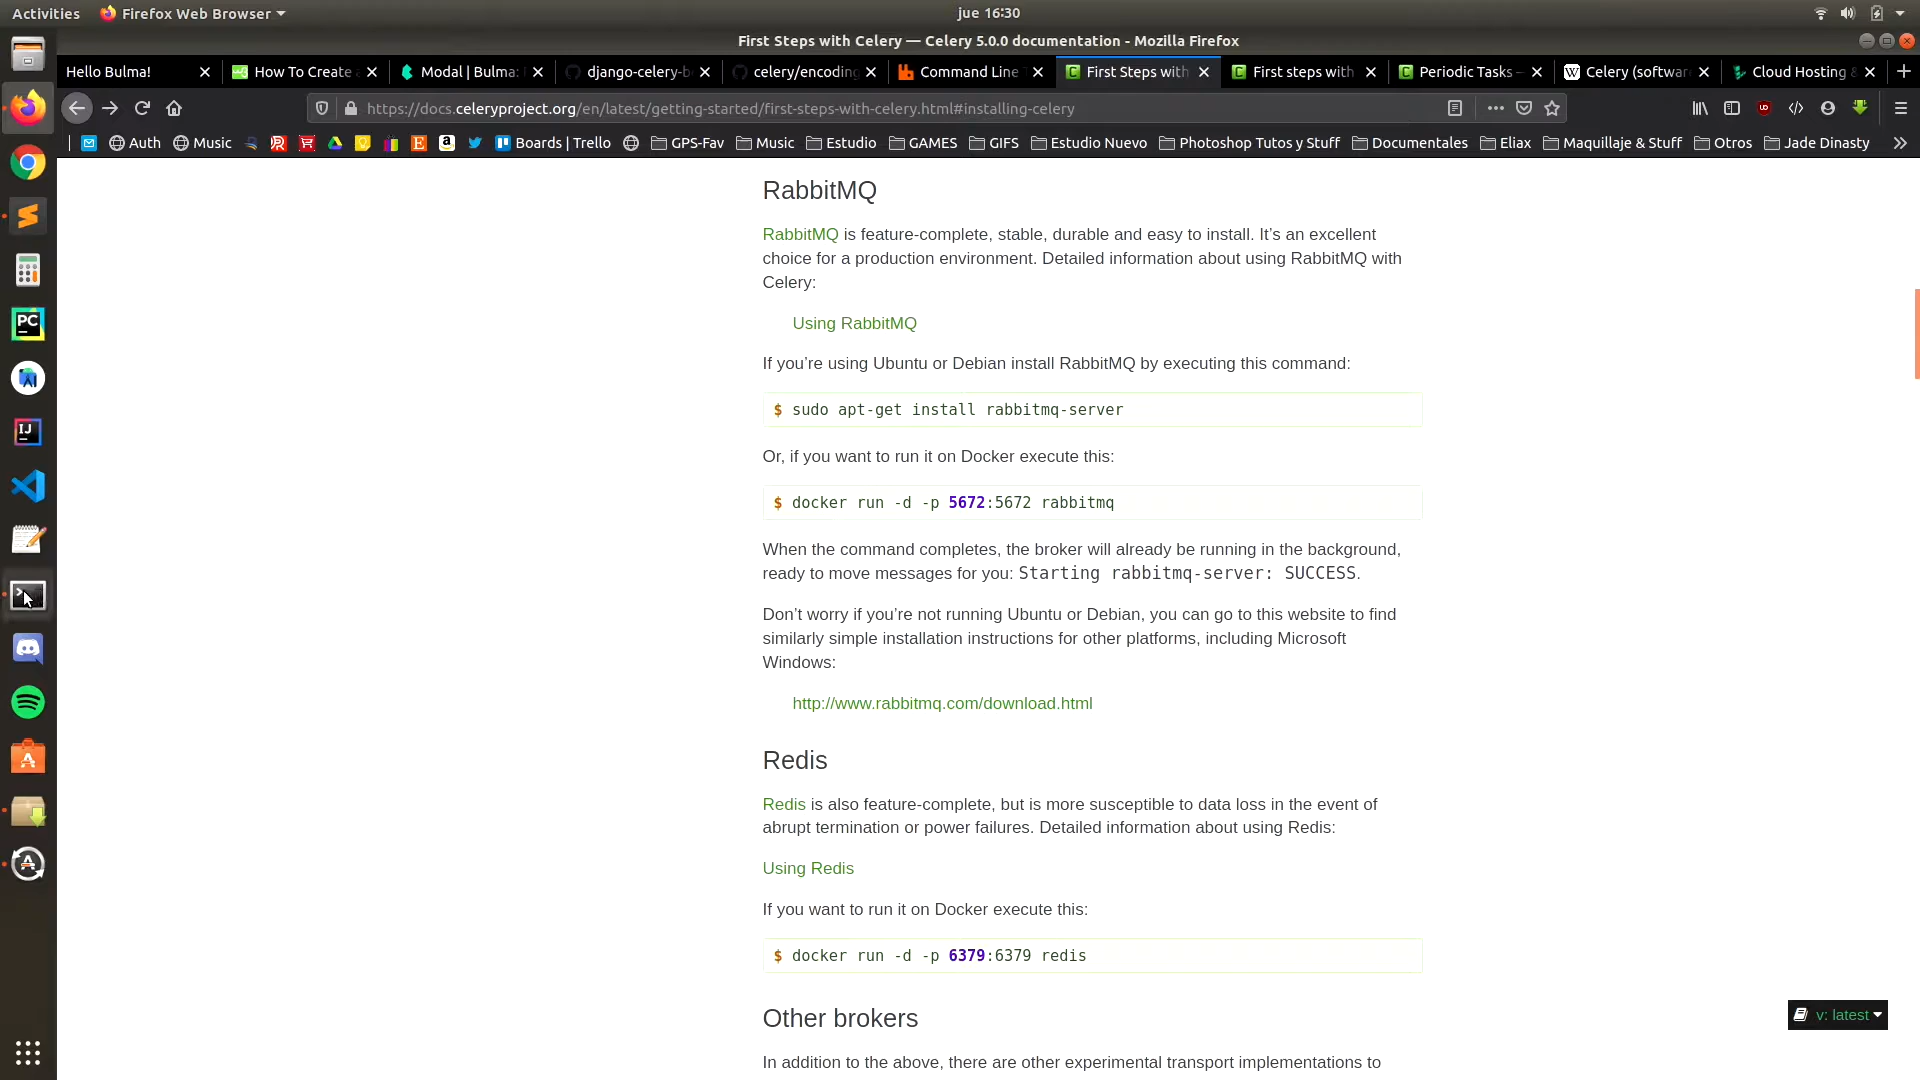 Activities Firefox Web Browser jue 16:30
First Steps with Celery — Celery 5.0.0 documentation - Mozilla Firefox
Hello Bulma! How To Create a Modal | Bulma: django-celery-b celery/encoding Command Line First Steps with First steps with Periodic Tasks — Celery (softwar Cloud Hosting &
https://docs.celeryproject.org/en/latest/getting-started/first-steps-with-celery.html#installing-celery
Auth Music Boards | Trello GPS-Fav Music Estudio GAMES GIFS Estudio Nuevo Photoshop Tutos y Stuff Documentales Eliax Maquillaje & Stuff Otros Jade Dinasty
RabbitMQ
RabbitMQ is feature-complete, stable, durable and easy to install. It’s an excellent
choice for a production environment. Detailed information about using RabbitMQ with
Celery:
Using RabbitMQ
If you’re using Ubuntu or Debian install RabbitMQ by executing this command:
$ sudo apt-get install rabbitmq-server
Or, if you want to run it on Docker execute this:
$ docker run -d -p 5672:5672 rabbitmq
When the command completes, the broker will already be running in the background,
ready to move messages for you: Starting rabbitmq-server: SUCCESS.
Don’t worry if you’re not running Ubuntu or Debian, you can go to this website to find
similarly simple installation instructions for other platforms, including Microsoft
Windows:
http://www.rabbitmq.com/download.html
Redis
Redis is also feature-complete, but is more susceptible to data loss in the event of
abrupt termination or power failures. Detailed information about using Redis:
Using Redis
If you want to run it on Docker execute this:
$ docker run -d -p 6379:6379 redis
Other brokers
v: latest
In addition to the above, there are other experimental transport implementations to